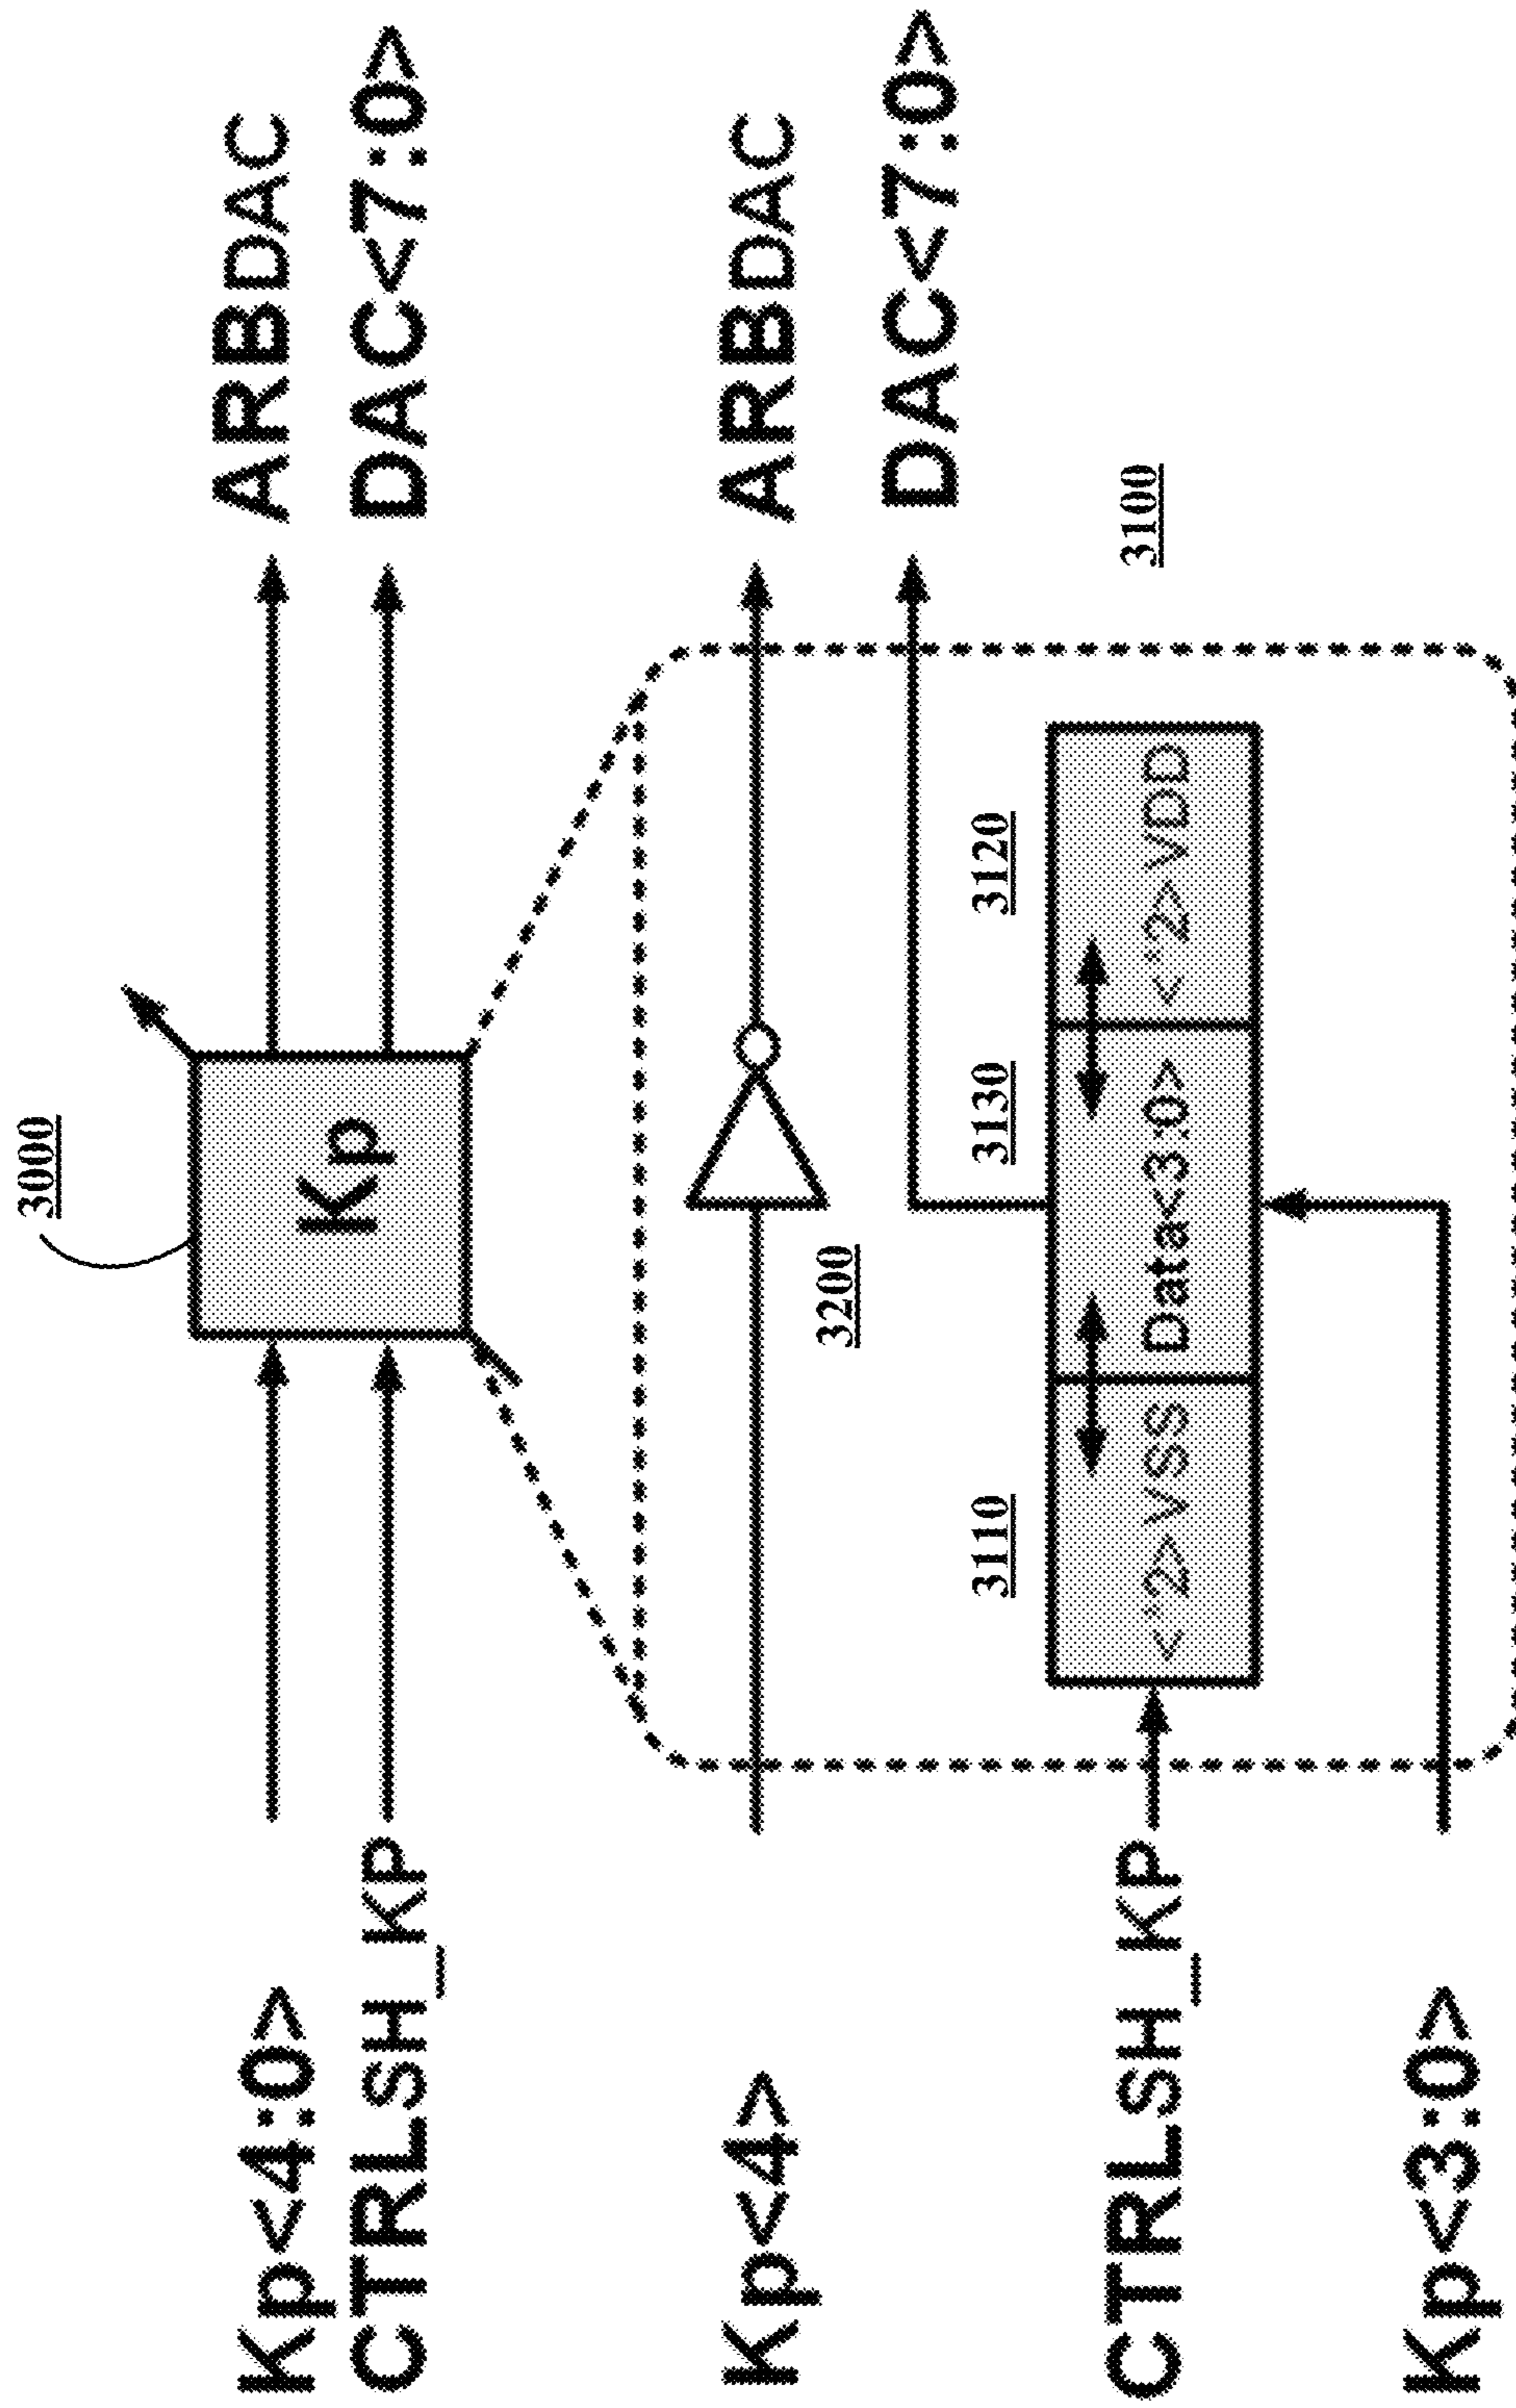 3000
Kp<4:0>
CTRLSH_KP
Kp
ARBDAC
DAC<7:0>
Kp<4>
3200
ARBDAC
DAC<7:0>
3110
3130
3120
3100
CTRLSH_KP
<*2>VSS
Data<3:0>
<*2>VDD
Kp<3:0>